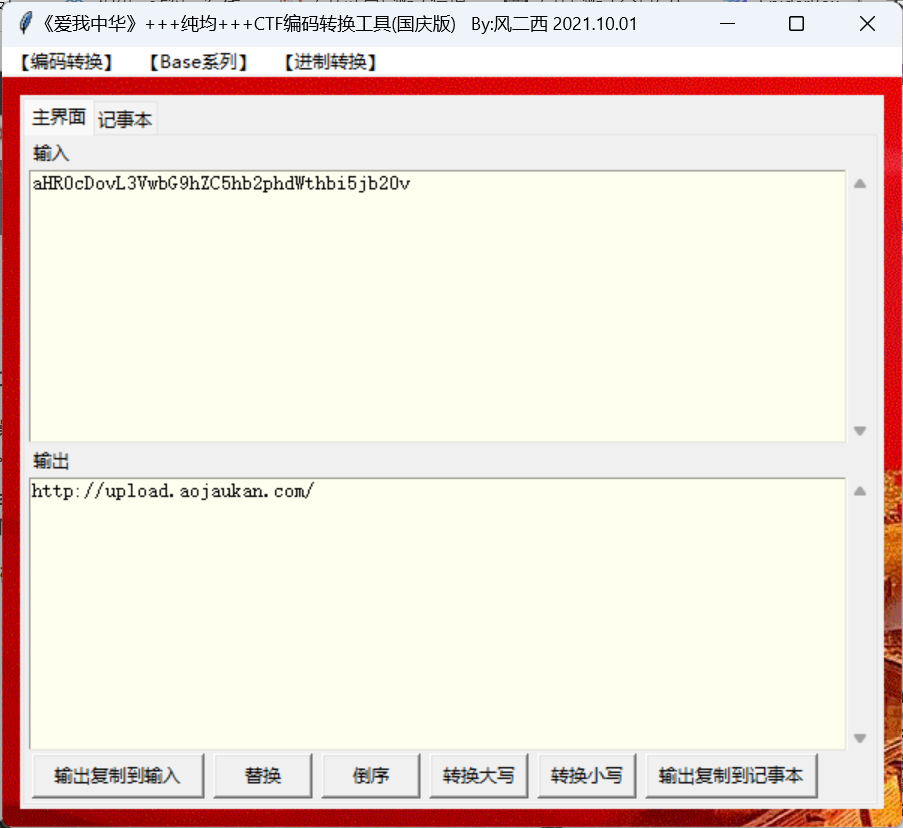 《爱我中华》+++纯均+++CTF编码转换工具(国庆版) By:风二西 2021.10.01
【编码转换】 【Base系列】 【进制转换】
主界面 记事本
输入
aHR0cDovL3VwbG9hZC5hb2phdWthbi5jb20v
输出
http://upload.aojaukan.com/
输出复制到输入 替换 倒序 转换大写 转换小写 输出复制到记事本